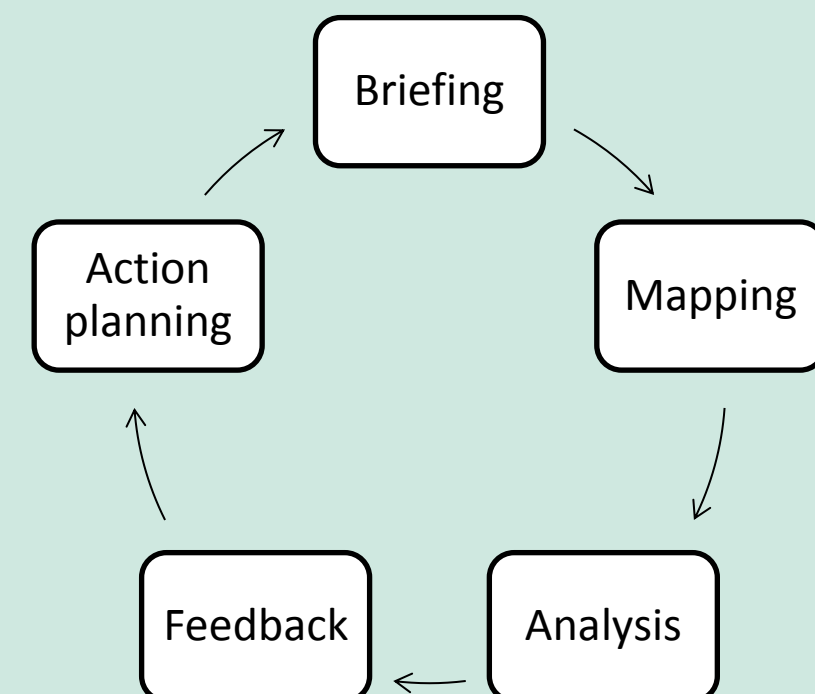 Briefing
Mapping
Analysis
Feedback
Action
planning